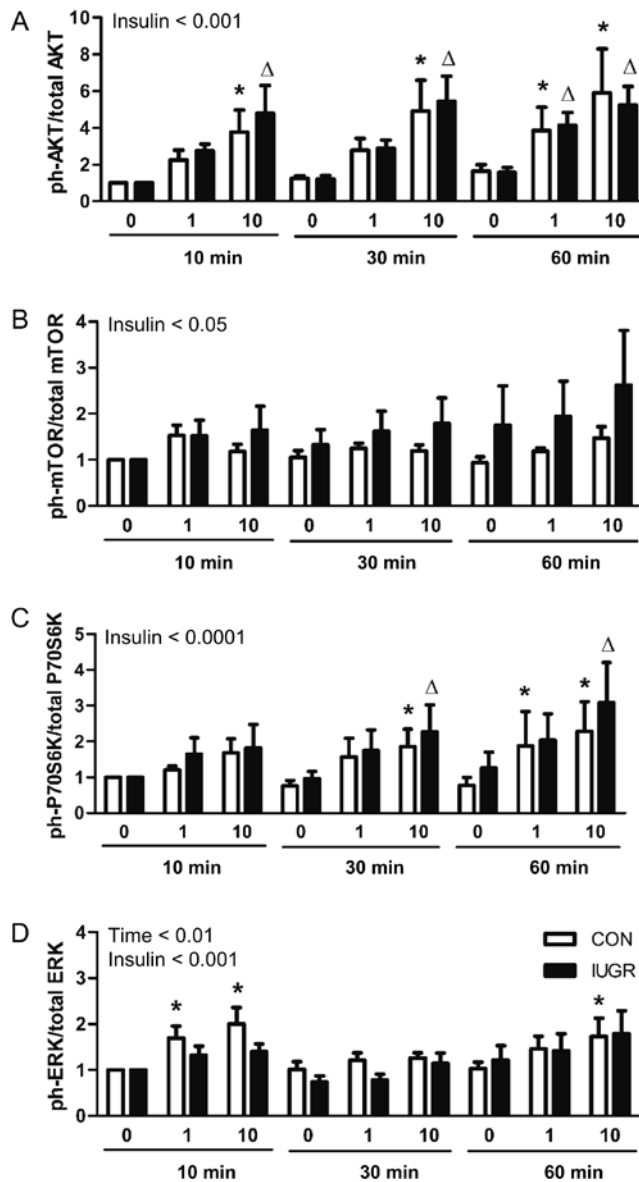 A
Insulin < 0.001
ph-AKT/total AKT
10
8
6
4
2
0
* Δ * Δ * Δ * Δ
0 1 10 0 1 10 0 1 10
10 min 30 min 60 min
B
Insulin < 0.05
ph-mTOR/total mTOR
4
3
2
1
0
0 1 10 0 1 10 0 1 10
10 min 30 min 60 min
C
Insulin < 0.0001
ph-P70S6K/total P70S6K
5
4
3
2
1
0
* Δ * * Δ
0 1 10 0 1 10 0 1 10
10 min 30 min 60 min
D
Time < 0.01
Insulin < 0.001
CON
IUGR
ph-ERK/total ERK
4
3
2
1
0
* * *
0 1 10 0 1 10 0 1 10
10 min 30 min 60 min